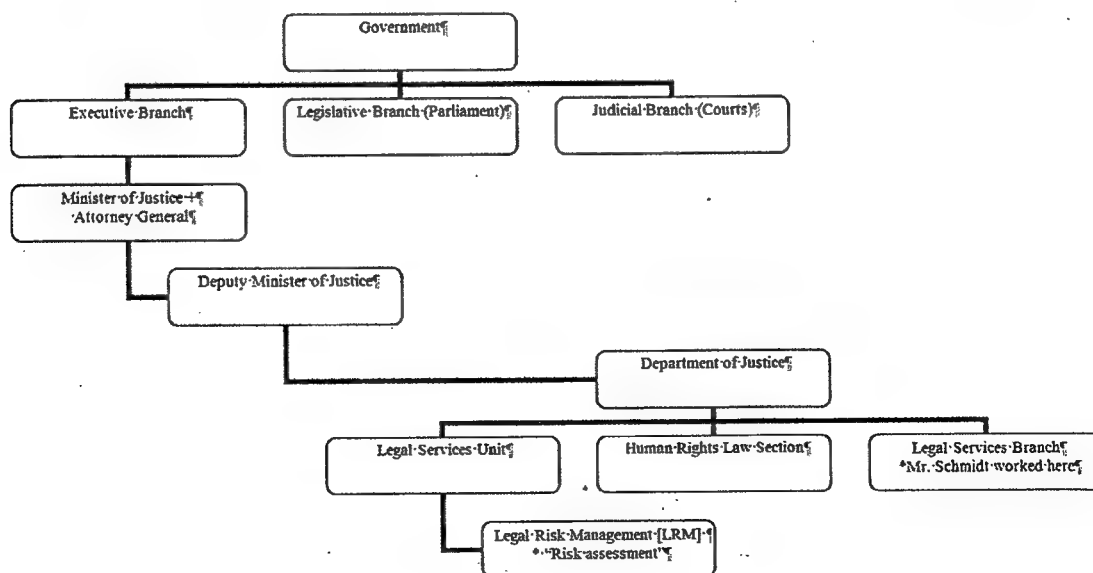 Government¶
Executive·Branch¶
Legislative·Branch·(Parliament)¶
Judicial·Branch·(Courts)¶
Minister·of·Justice·+¶
·Attorney·General¶
Deputy·Minister·of·Justice¶
Department·of·Justice¶
Legal·Services·Unit¶
Human·Rights·Law·Section¶
Legal·Services·Branch¶
*Mr.·Schmidt·worked·here¶
Legal·Risk·Management·[LRM]·¶
*·"Risk·assessment"¶